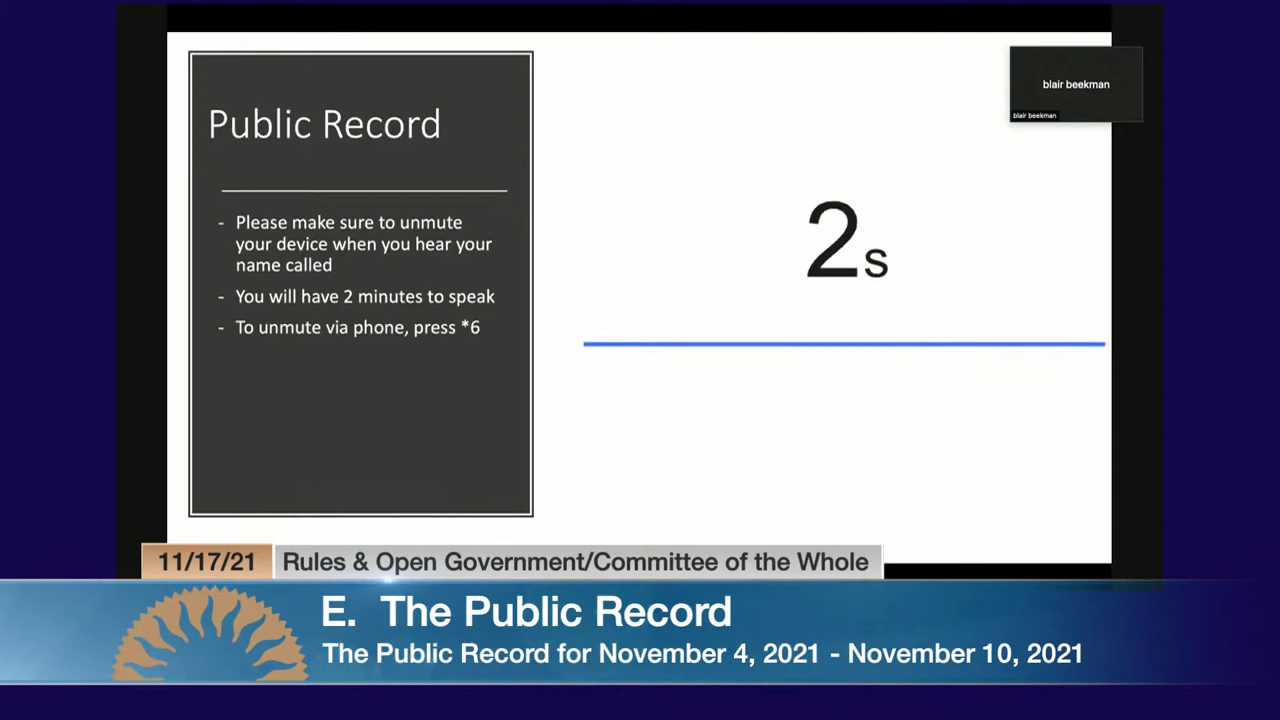 Public Record
- Please make sure to unmute
your device when you hear your
name called
- You will have 2 minutes to speak
- To unmute via phone, press *6
2s
blair beekman
blair beekman
11/17/21
Rules & Open Government/Committee of the Whole
E. The Public Record
The Public Record for November 4, 2021 - November 10, 2021